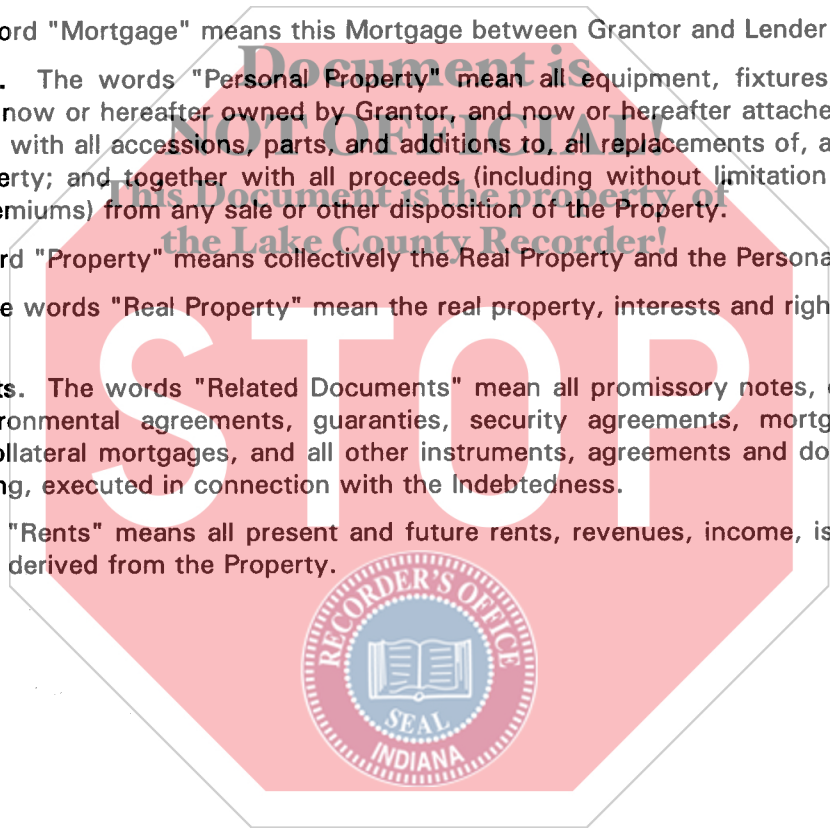 ord "Mortgage" means this Mortgage between Grantor and Lender
Document is
. The words "Personal Property" mean all equipment, fixtures
now or hereafter owned by Grantor, and now or hereafter attache
NOT OFFICIAL!
with all accessions, parts, and additions to, all replacements of, a
erty; and together with all proceeds (including without limitation
This Document is the property of
emiums) from any sale or other disposition of the Property.
the Lake County Recorder!
rd "Property" means collectively the Real Property and the Persona
e words "Real Property" mean the real property, interests and righ
STOP
ts. The words "Related Documents" mean all promissory notes,
ronmental agreements, guaranties, security agreements, mortg
ollateral mortgages, and all other instruments, agreements and do
ng, executed in connection with the Indebtedness.
"Rents" means all present and future rents, revenues, income, is
derived from the Property.
RECORDER'S OFFICE
SEAL
INDIANA